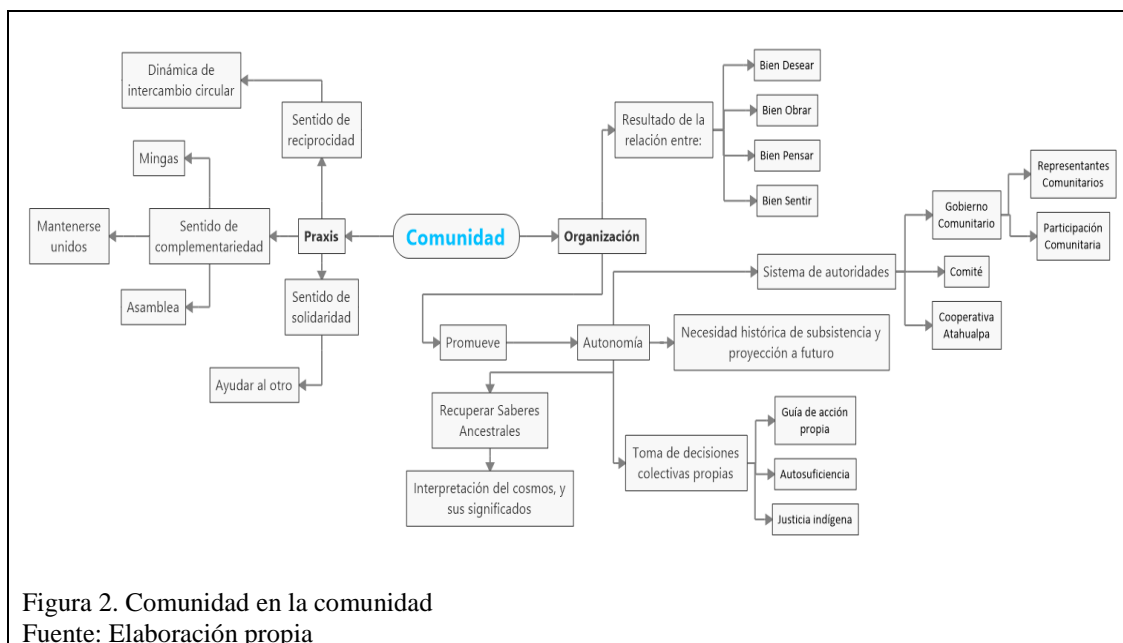 Dinámica de
intercambio circular
Sentido de
reciprocidad
Mingas
Mantenerse
unidos
Sentido de
complementariedad
Praxis
Asamblea
Sentido de
solidaridad
Ayudar al otro
Comunidad
Organización
Resultado de la
relación entre:
Bien Desear
Bien Obrar
Bien Pensar
Bien Sentir
Promueve
Autonomía
Sistema de autoridades
Gobierno
Comunitario
Representantes
Comunitarios
Participación
Comunitaria
Comité
Cooperativa
Atahualpa
Necesidad histórica de subsistencia y
proyección a futuro
Recuperar Saberes
Ancestrales
Interpretación del cosmos, y
sus significados
Toma de decisiones
colectivas propias
Guía de acción
propia
Autosuficiencia
Justicia indígena
Figura 2. Comunidad en la comunidad
Fuente: Elaboración propia